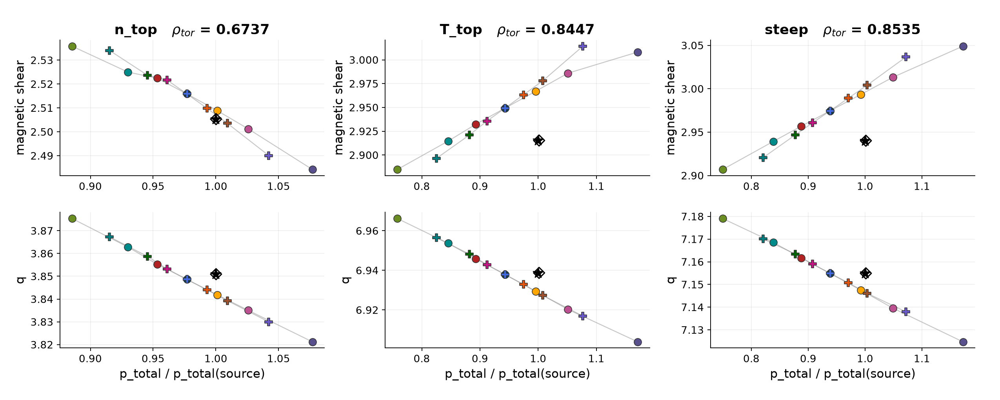 n_top ρtor = 0.6737
T_top ρtor = 0.8447
steep ρtor = 0.8535
magnetic shear
2.53
2.52
2.51
2.50
2.49
0.90 0.95 1.00 1.05
magnetic shear
3.000
2.975
2.950
2.925
2.900
0.8 0.9 1.0 1.1
magnetic shear
3.05
3.00
2.95
2.90
0.8 0.9 1.0 1.1
q
3.87
3.86
3.85
3.84
3.83
3.82
0.90 0.95 1.00 1.05
p_total / p_total(source)
q
6.96
6.94
6.92
0.8 0.9 1.0 1.1
p_total / p_total(source)
q
7.18
7.17
7.16
7.15
7.14
7.13
0.8 0.9 1.0 1.1
p_total / p_total(source)